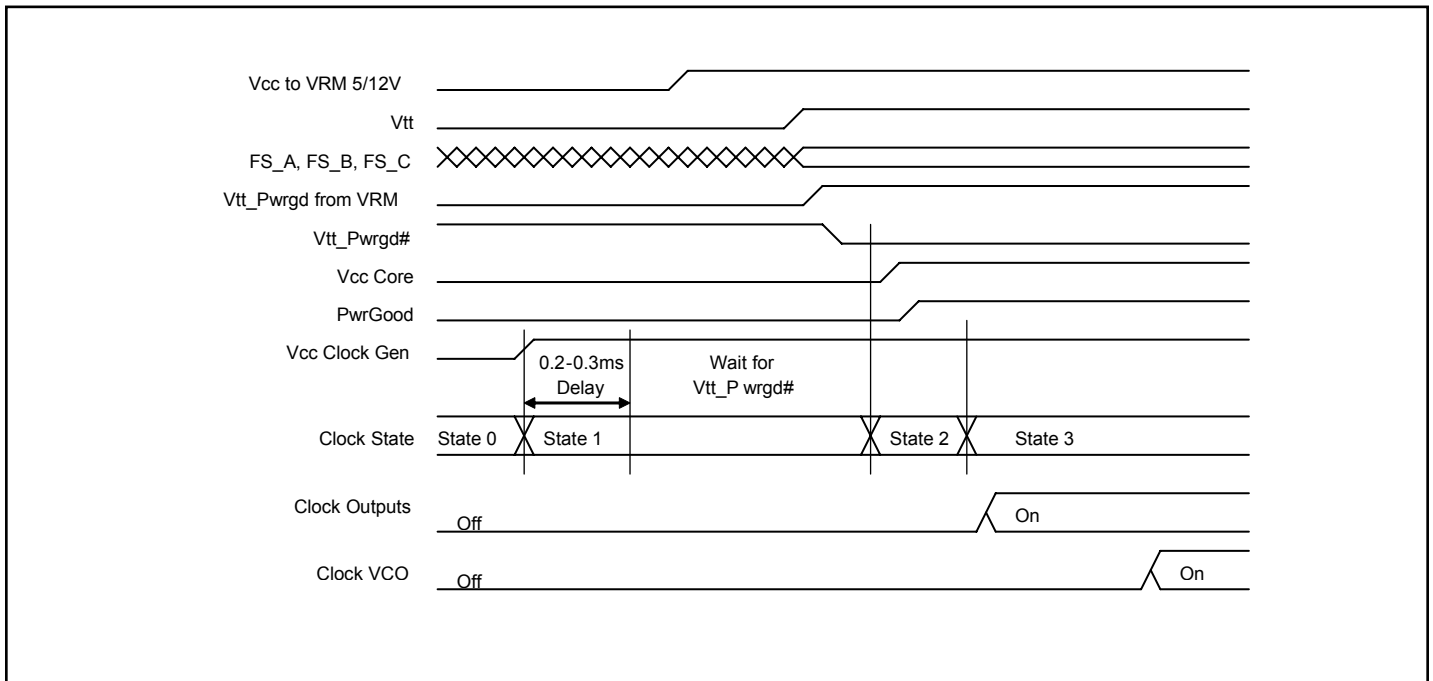 Vcc to VRM 5/12V
Vtt
FS_A, FS_B, FS_C
Vtt_Pwrgd from VRM
Vtt_Pwrgd#
Vcc Core
PwrGood
Vcc Clock Gen
0.2-0.3ms
Delay
Wait for
Vtt_P wrgd#
Clock State
State 0
State 1
State 2
State 3
Clock Outputs
Off
On
Clock VCO
Off
On